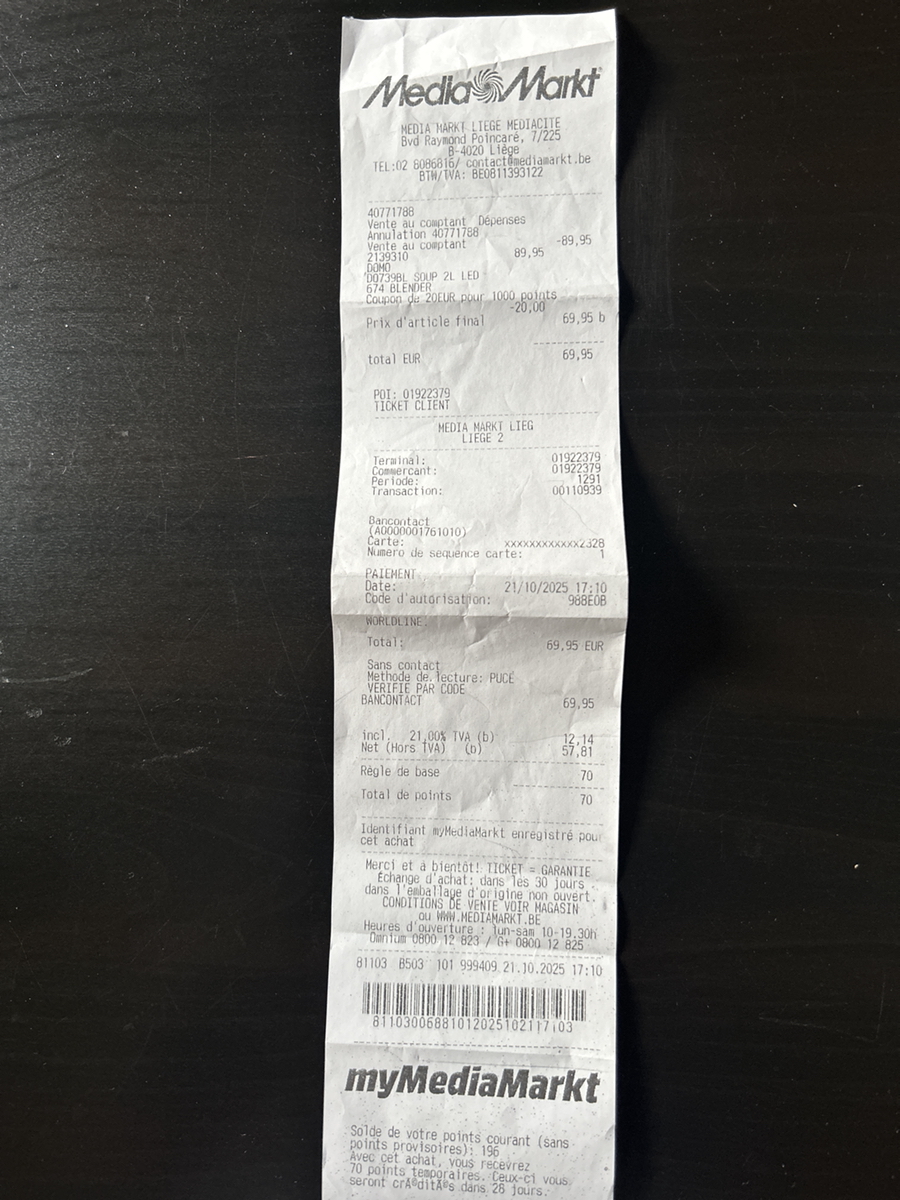 MediaMarkt
MEDIA MARKT LIEGE MEDIACITE
Bvd Raymond Poincaré, 7/225
B-4020 Liège
TEL:02 8086816/ contact@mediamarkt.be
BTW/TVA: BE0811393122
40771788
Vente au comptant Dépenses
Annulation 40771788 -89,95
Vente au comptant 89,95
2139310
DOMO
DO739BL SOUP 2L LED
674 BLENDER
Coupon de 20EUR pour 1000 points
-20,00
Prix d'article final 69,95 b
total EUR 69,95
POI: 01922379
TICKET CLIENT
MEDIA MARKT LIEG
LIEGE 2
Terminal: 01922379
Commercant: 01922379
Periode: 1291
Transaction: 00110939
Bancontact
(A0000001761010)
Carte: xxxxxxxxxxxx2328
Numero de sequence carte: 1
PAIEMENT
Date: 21/10/2025 17:10
Code d'autorisation: 988E0B
WORLDLINE:
Total: 69,95 EUR
Sans contact
Methode de lecture: PUCE
VERIFIE PAR CODE
BANCONTACT 69,95
incl. 21,00% TVA (b) 12,14
Net (Hors TVA) (b) 57,81
Règle de base 70
Total de points 70
Identifiant myMediaMarkt enregistré pour
cet achat
Merci et à bientôt! TICKET = GARANTIE
Échange d'achat: dans les 30 jours
dans l'emballage d'origine non ouvert.
CONDITIONS DE VENTE VOIR MAGASIN
ou WWW.MEDIAMARKT.BE
Heures d'ouverture : lun-sam 10-19.30h
Omnium 0800 12 823 / G+ 0800 12 825
81103 B503 101 999409 21.10.2025 17:10
8110300688101202510211703
myMediaMarkt
Solde de votre points courant (sans
points provisoires): 196
Avec cet achat, vous recevrez
70 points temporaires. Ceux-ci vous
seront crÃ©ditÃ©s dans 28 jours.